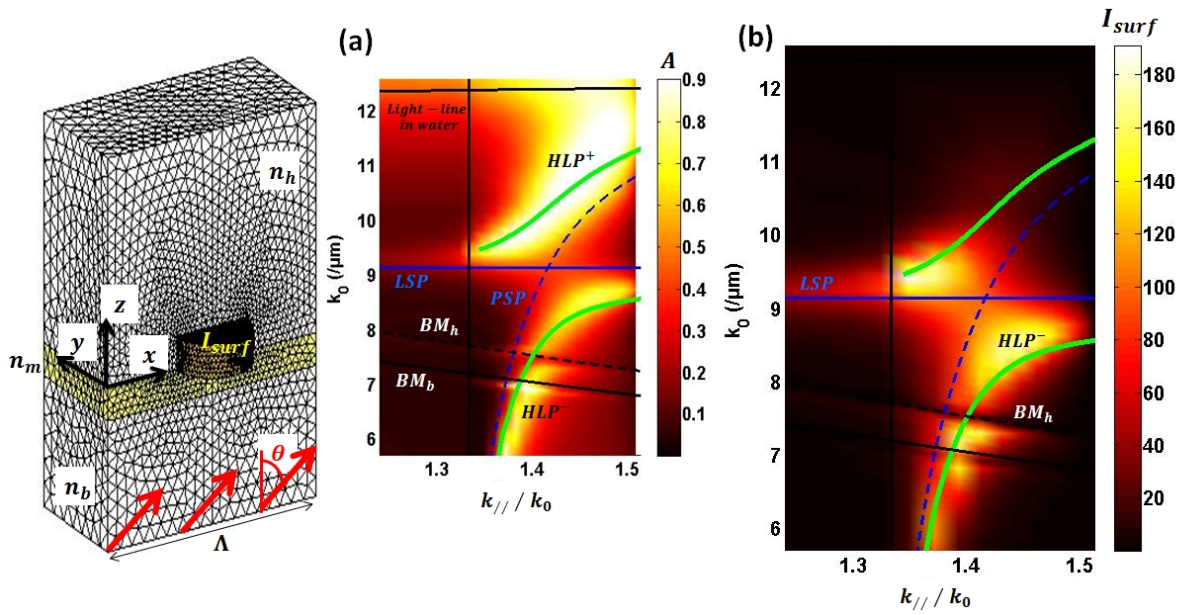 n_h
z
y
x
I_surf
n_m
n_b
θ
Λ
(a)
A
12
11
10
9
8
7
6
k_0 (/μm)
Light − line
in water
HLP^+
LSP
PSP
BM_h
BM_b
HLP^−
1.3
1.4
1.5
k_// / k_0
0.9
0.8
0.7
0.6
0.5
0.4
0.3
0.2
0.1
(b)
I_surf
12
11
10
9
8
7
6
k_0 (/μm)
LSP
HLP^−
BM_h
1.3
1.4
1.5
k_// / k_0
180
160
140
120
100
80
60
40
20